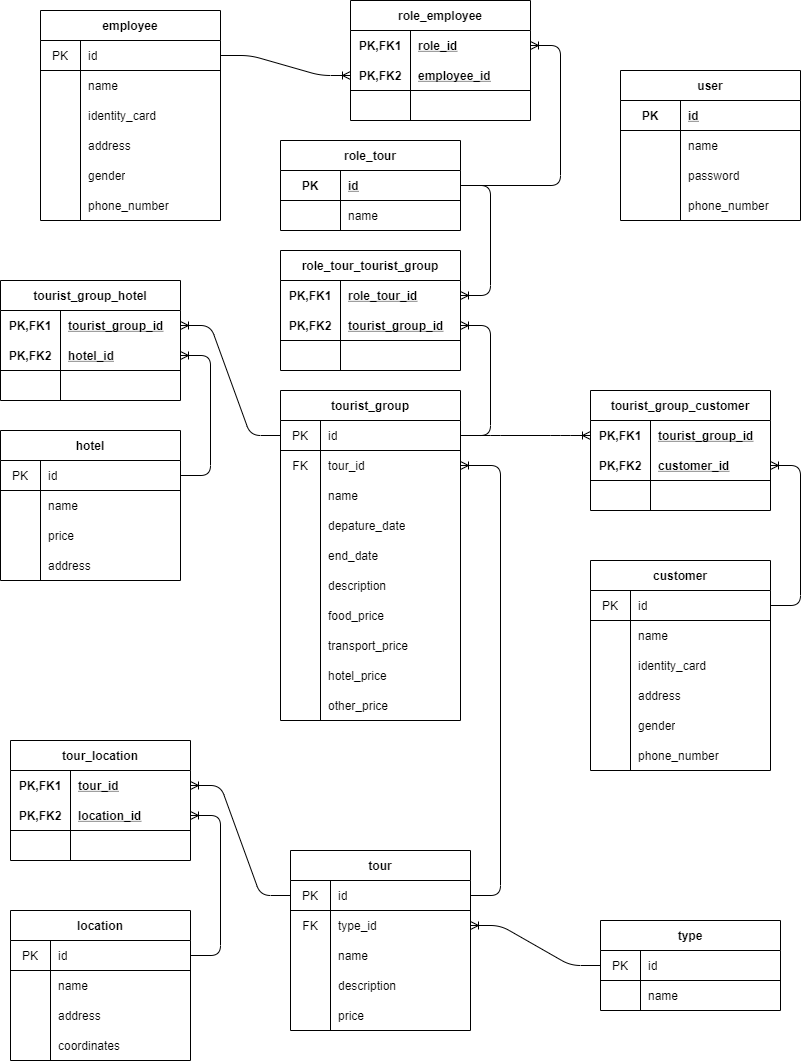 employee
PK id
name
identity_card
address
gender
phone_number
role_employee
PK,FK1 role_id
PK,FK2 employee_id
user
PK id
name
password
phone_number
role_tour
PK id
name
role_tour_tourist_group
PK,FK1 role_tour_id
PK,FK2 tourist_group_id
tourist_group_hotel
PK,FK1 tourist_group_id
PK,FK2 hotel_id
hotel
PK id
name
price
address
tourist_group
PK id
FK tour_id
name
depature_date
end_date
description
food_price
transport_price
hotel_price
other_price
tourist_group_customer
PK,FK1 tourist_group_id
PK,FK2 customer_id
customer
PK id
name
identity_card
address
gender
phone_number
tour_location
PK,FK1 tour_id
PK,FK2 location_id
location
PK id
name
address
coordinates
tour
PK id
FK type_id
name
description
price
type
PK id
name